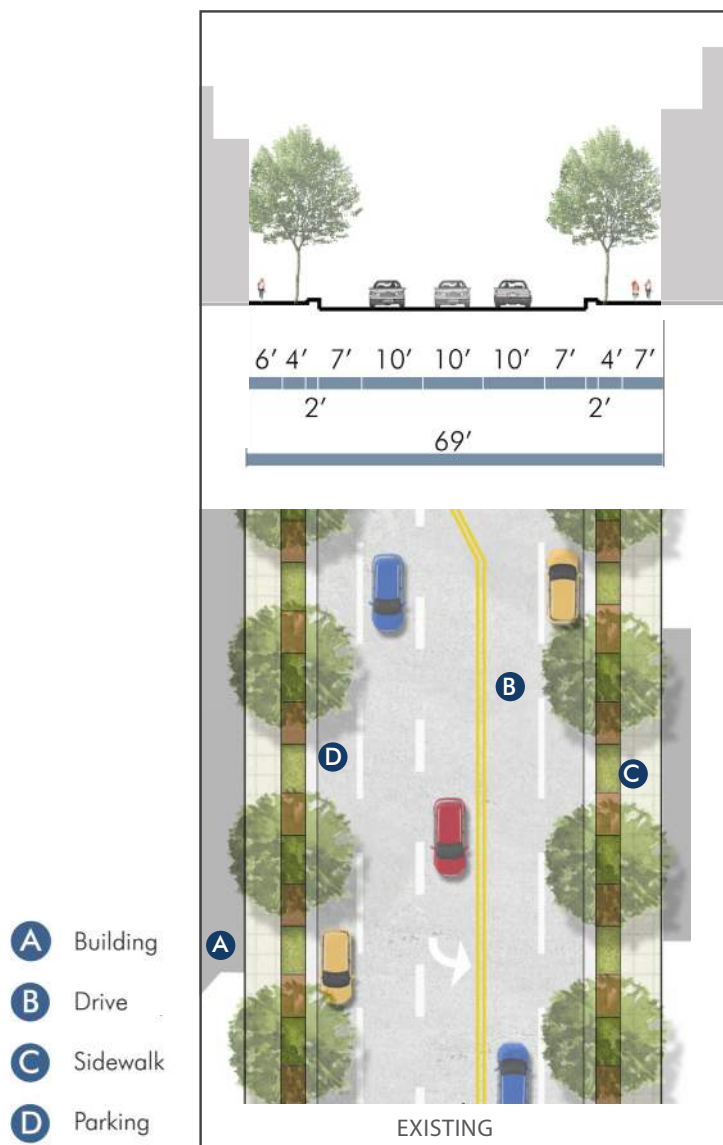 6’ 4’ 7’ 10’ 10’ 10’ 7’ 4’ 7’
2’ 2’
69’
B
D
C
A
A Building
B Drive
C Sidewalk
D Parking
EXISTING